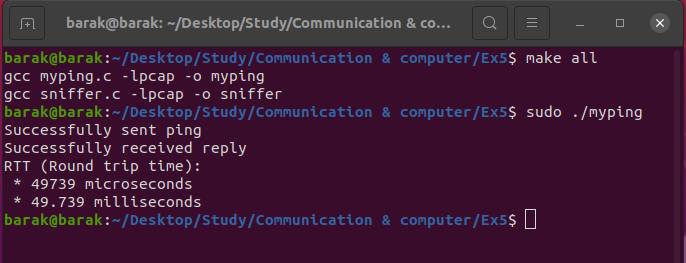 barak@barak: ~/Desktop/Study/Communication & co...
barak@barak:~/Desktop/Study/Communication & computer/Ex5$ make all
gcc myping.c -lpcap -o myping
gcc sniffer.c -lpcap -o sniffer
barak@barak:~/Desktop/Study/Communication & computer/Ex5$ sudo ./myping
Successfully sent ping
Successfully received reply
RTT (Round trip time):
 * 49739 microseconds
 * 49.739 milliseconds
barak@barak:~/Desktop/Study/Communication & computer/Ex5$